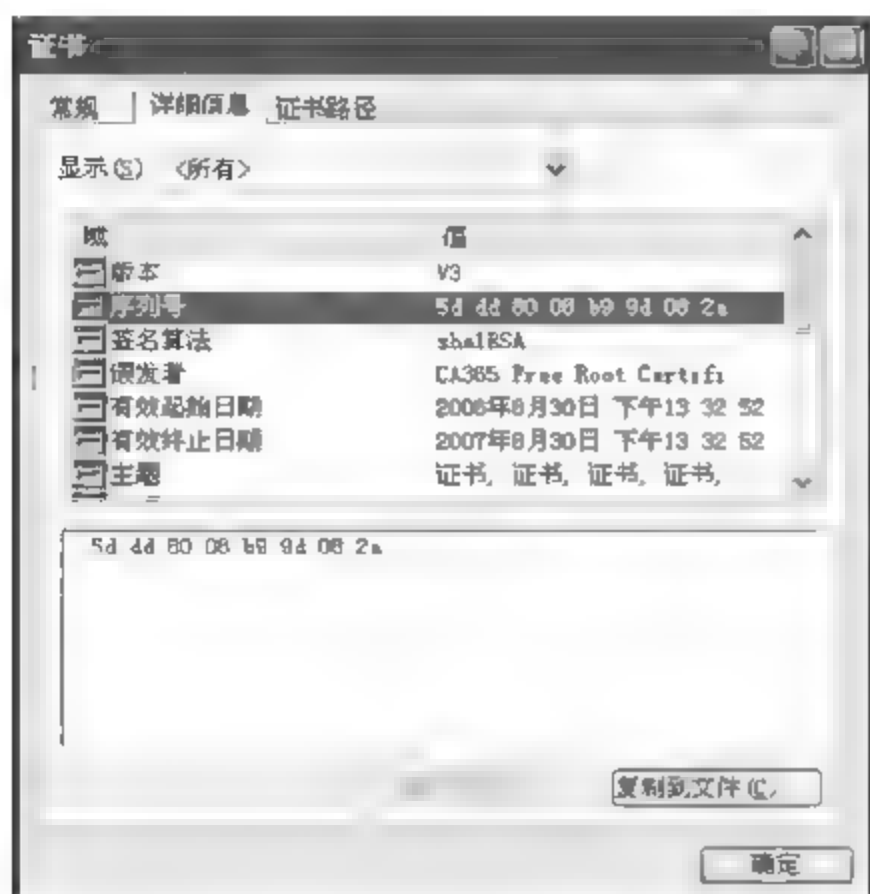 证书
常规 详细信息 证书路径
显示(S) <所有>
域 值
版本 V3
序列号 5d dd 80 08 b9 9d 08 2a
签名算法 sha1RSA
颁发者 CA365 Free Root Certifi
有效起始日期 2006年8月30日 下午13 32 52
有效终止日期 2007年8月30日 下午13 32 52
主题 证书, 证书, 证书, 证书,
5d dd 80 08 b9 9d 08 2a
复制到文件(C.
确定